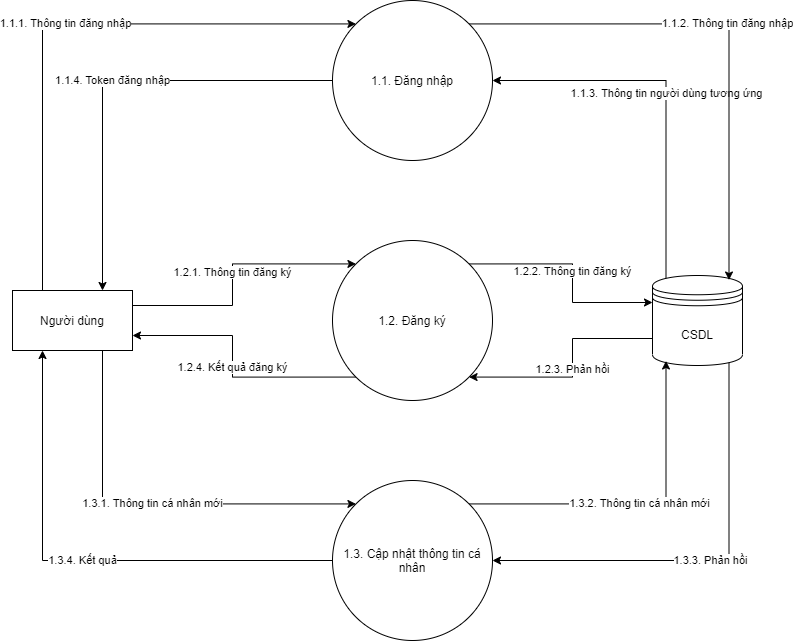 1.1.1. Thông tin đăng nhập
1.1.2. Thông tin đăng nhập
1.1.4. Token đăng nhập
1.1. Đăng nhập
1.1.3. Thông tin người dùng tương ứng
1.2.1. Thông tin đăng ký
1.2.2. Thông tin đăng ký
Người dùng
1.2. Đăng ký
CSDL
1.2.4. Kết quả đăng ký
1.2.3. Phản hồi
1.3.1. Thông tin cá nhân mới
1.3.2. Thông tin cá nhân mới
1.3. Cập nhật thông tin cá
nhân
1.3.4. Kết quả
1.3.3. Phản hồi